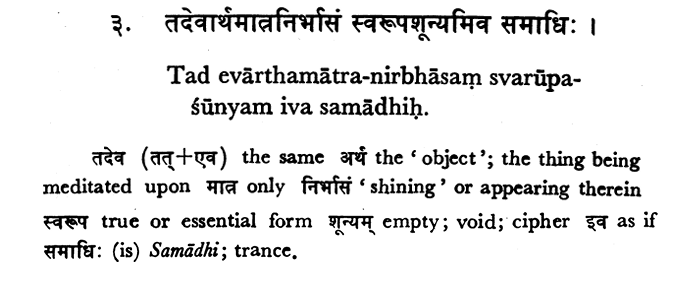 ३. तदेवार्थमात्रनिर्भासं स्वरूपशून्यमिव समाधिः ।
Tad evārthamātra-nirbhāsaṃ svarūpa-
śūnyam iva samādhiḥ.
तदेव (तत्+एव) the same अर्थ the ‘object’; the thing being
meditated upon मात्र only निर्भासं ‘shining’ or appearing therein
स्वरूप true or essential form शून्यम् empty; void; cipher इव as if
समाधिः (is) Samādhi; trance.